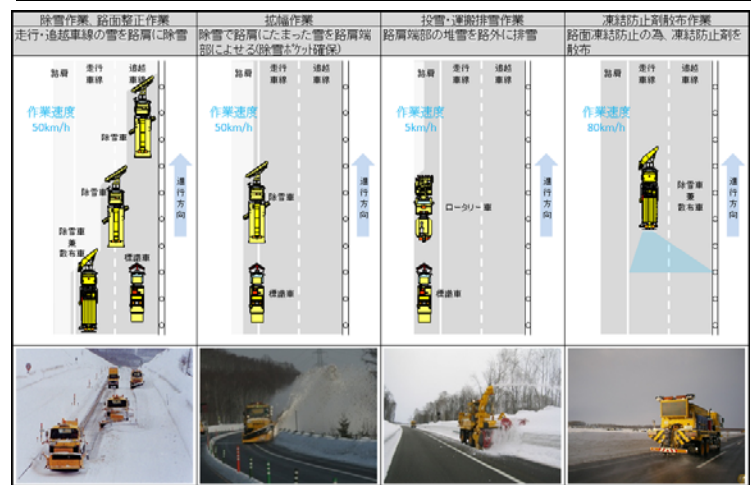 除雪作業、路面整正作業
走行・追越車線の雪を路肩に除雪
路肩
走行
車線
追越
車線
作業速度
50km/h
除雪車
除雪車
除雪車
兼
散布車
標識車
進行方向
拡幅作業
除雪で路肩にたまった雪を路肩端
部によせる(除雪ポケット確保)
路肩
走行
車線
追越
車線
作業速度
50km/h
除雪車
標識車
進行方向
投雪・運搬排雪作業
路肩端部の堆雪を路外に排雪
路肩
走行
車線
追越
車線
作業速度
5km/h
ロータリー車
標識車
進行方向
凍結防止剤散布作業
路面凍結防止の為、凍結防止剤を
散布
路肩
走行
車線
追越
車線
作業速度
80km/h
除雪車
兼
散布車
進行方向